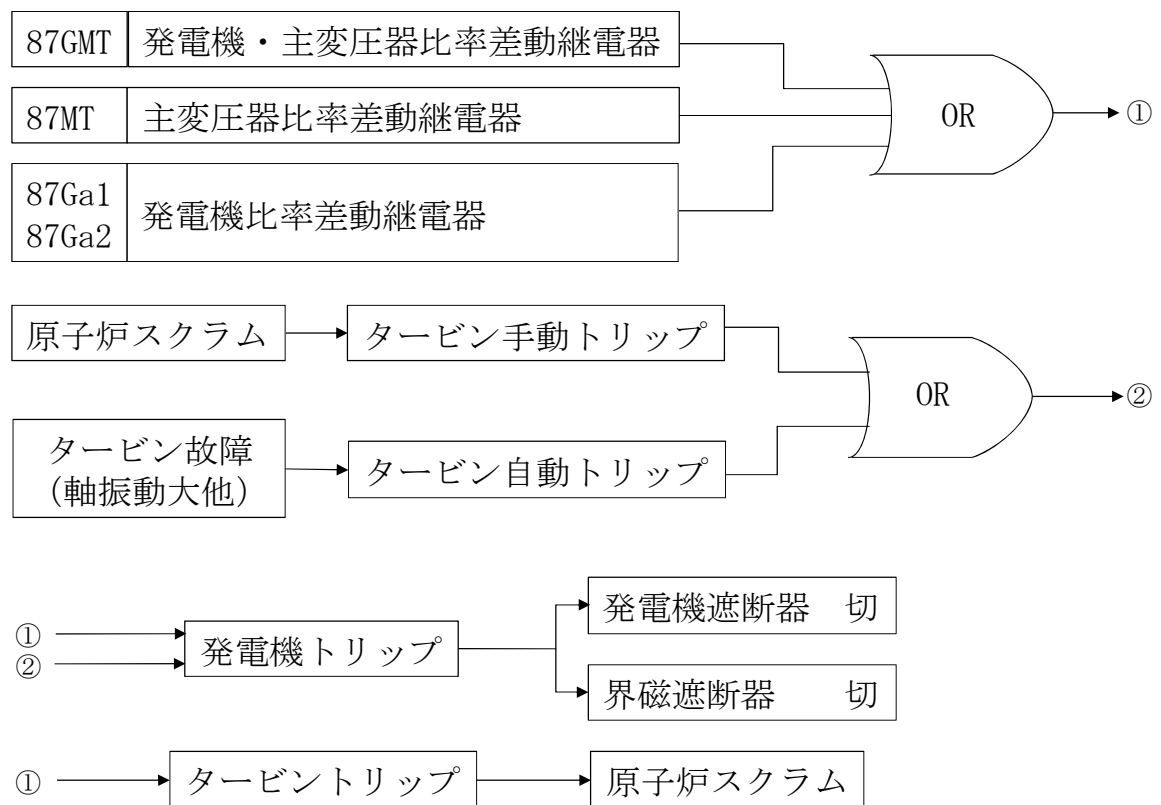 87GMT 発電機・主変圧器比率差動継電器
87MT 主変圧器比率差動継電器
87Ga1
87Ga2
発電機比率差動継電器
OR
①
原子炉スクラム
タービン手動トリップ
タービン故障
(軸振動大他)
タービン自動トリップ
OR
②
①
②
発電機トリップ
発電機遮断器 切
界磁遮断器 切
①
タービントリップ
原子炉スクラム